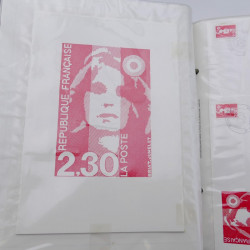 REPUBLIQUE FRANÇAISE
2.30
LA POSTE